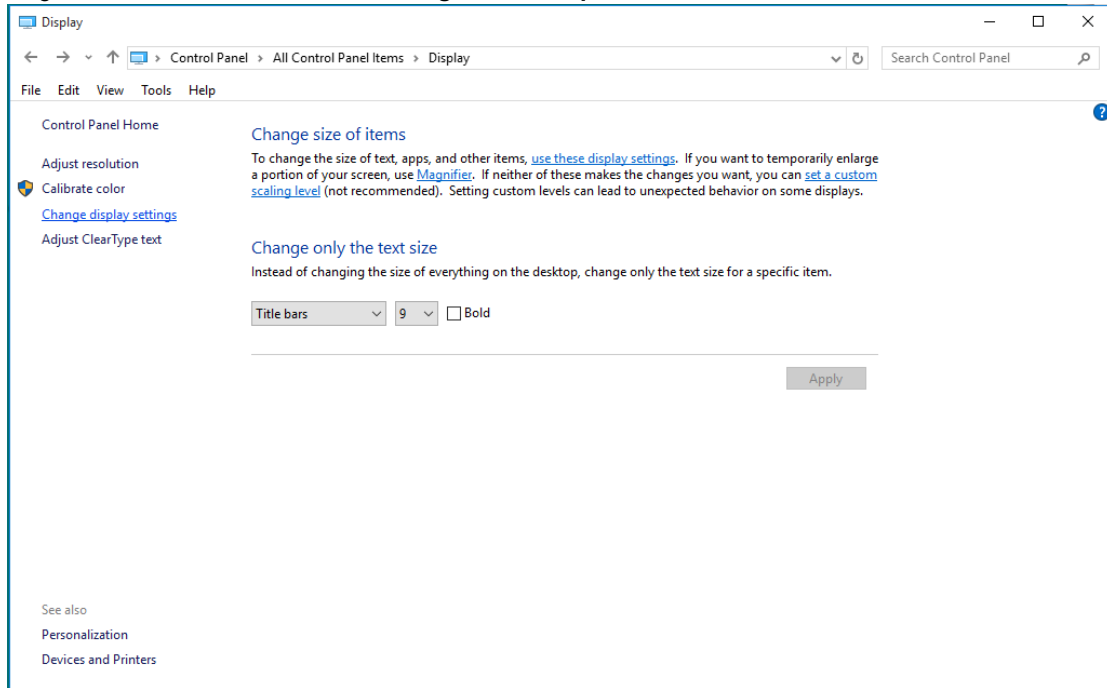 Display
Control Panel > All Control Panel Items > Display
Search Control Panel
File Edit View Tools Help
Control Panel Home
Adjust resolution
Calibrate color
Change display settings
Adjust ClearType text
Change size of items
To change the size of text, apps, and other items, use these display settings. If you want to temporarily enlarge
a portion of your screen, use Magnifier. If neither of these makes the changes you want, you can set a custom
scaling level (not recommended). Setting custom levels can lead to unexpected behavior on some displays.
Change only the text size
Instead of changing the size of everything on the desktop, change only the text size for a specific item.
Title bars 9 Bold
Apply
See also
Personalization
Devices and Printers